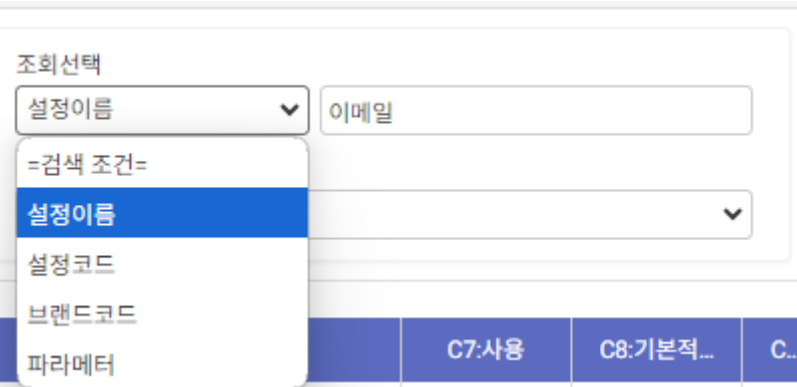 조회선택
설정이름 이메일
=검색 조건=
설정이름
설정코드
브랜드코드
파라메터
C7:사용 C8:기본적... C..